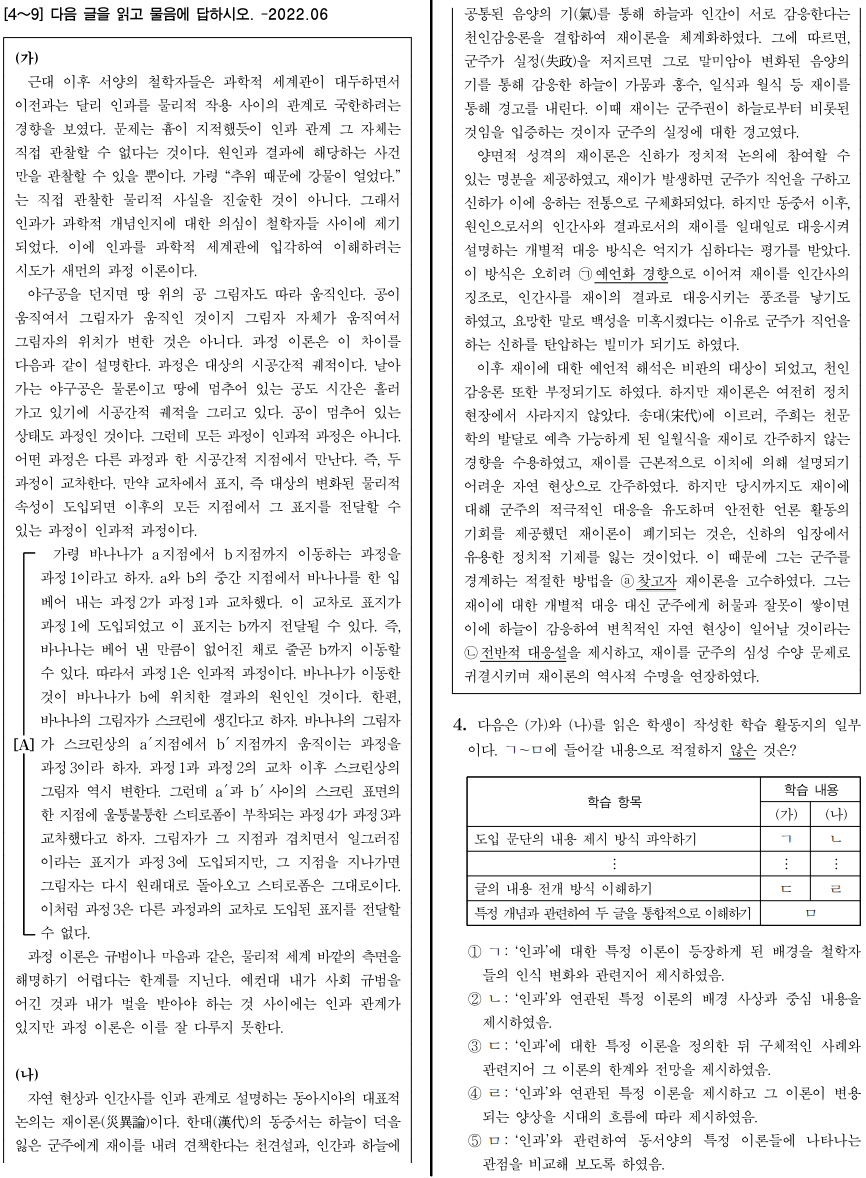 [4~9] 다음 글을 읽고 물음에 답하시오. -2022.06
(가)
근대 이후 서양의 철학자들은 과학적 세계관이 대두하면서
이전과는 달리 인과를 물리적 작용 사이의 관계로 국한하려는
경향을 보였다. 문제는 흄이 지적했듯이 인과 관계 그 자체는
직접 관찰할 수 없다는 것이다. 원인과 결과에 해당하는 사건
만을 관찰할 수 있을 뿐이다. 가령 “추위 때문에 강물이 얼었다.”
는 직접 관찰한 물리적 사실을 진술한 것이 아니다. 그래서
인과가 과학적 개념인지에 대한 의심이 철학자들 사이에 제기
되었다. 이에 인과를 과학적 세계관에 입각하여 이해하려는
시도가 새먼의 과정 이론이다.
야구공을 던지면 땅 위의 공 그림자도 따라 움직인다. 공이
움직여서 그림자가 움직인 것이지 그림자 자체가 움직여서
그림자의 위치가 변한 것은 아니다. 과정 이론은 이 차이를
다음과 같이 설명한다. 과정은 대상의 시공간적 궤적이다. 날아
가는 야구공은 물론이고 땅에 멈추어 있는 공도 시간은 흘러
가고 있기에 시공간적 궤적을 그리고 있다. 공이 멈추어 있는
상태도 과정인 것이다. 그런데 모든 과정이 인과적 과정은 아니다.
어떤 과정은 다른 과정과 한 시공간적 지점에서 만난다. 즉, 두
과정이 교차한다. 만약 교차에서 표지, 즉 대상의 변화된 물리적
속성이 도입되면 이후의 모든 지점에서 그 표지를 전달할 수
있는 과정이 인과적 과정이다.
가령 바나나가 a 지점에서 b 지점까지 이동하는 과정을
과정 1이라고 하자. a와 b의 중간 지점에서 바나나를 한 입
베어 내는 과정 2가 과정 1과 교차했다. 이 교차로 표지가
과정 1에 도입되었고 이 표지는 b까지 전달될 수 있다. 즉,
바나나는 베어 낸 만큼이 없어진 채로 줄곧 b까지 이동할
수 있다. 따라서 과정 1은 인과적 과정이다. 바나나가 이동한
것이 바나나가 b에 위치한 결과의 원인인 것이다. 한편,
바나나의 그림자가 스크린에 생긴다고 하자. 바나나의 그림자
[A] 가 스크린상의 a′지점에서 b′지점까지 움직이는 과정을
과정 3이라 하자. 과정 1과 과정 2의 교차 이후 스크린상의
그림자 역시 변한다. 그런데 a′과 b′사이의 스크린 표면의
한 지점에 울퉁불퉁한 스티로폼이 부착되는 과정 4가 과정 3과
교차했다고 하자. 그림자가 그 지점과 겹치면서 일그러짐
이라는 표지가 과정 3에 도입되지만, 그 지점을 지나가면
그림자는 다시 원래대로 돌아오고 스티로폼은 그대로이다.
이처럼 과정 3은 다른 과정과의 교차로 도입된 표지를 전달할
수 없다.
과정 이론은 규범이나 마음과 같은, 물리적 세계 바깥의 측면을
해명하기 어렵다는 한계를 지닌다. 예컨대 내가 사회 규범을
어긴 것과 내가 벌을 받아야 하는 것 사이에는 인과 관계가
있지만 과정 이론은 이를 잘 다루지 못한다.
(나)
자연 현상과 인간사를 인과 관계로 설명하는 동아시아의 대표적
논의는 재이론(災異論)이다. 한대(漢代)의 동중서는 하늘이 덕을
잃은 군주에게 재이를 내려 견책한다는 천견설과, 인간과 하늘에
공통된 음양의 기(氣)를 통해 하늘과 인간이 서로 감응한다는
천인감응론을 결합하여 재이론을 체계화하였다. 그에 따르면,
군주가 실정(失政)을 저지르면 그로 말미암아 변화된 음양의
기를 통해 감응한 하늘이 가뭄과 홍수, 일식과 월식 등 재이를
통해 경고를 내린다. 이때 재이는 군주권이 하늘로부터 비롯된
것임을 입증하는 것이자 군주의 실정에 대한 경고였다.
양면적 성격의 재이론은 신하가 정치적 논의에 참여할 수
있는 명분을 제공하였고, 재이가 발생하면 군주가 직언을 구하고
신하가 이에 응하는 전통으로 구체화되었다. 하지만 동중서 이후,
원인으로서의 인간사와 결과로서의 재이를 일대일로 대응시켜
설명하는 개별적 대응 방식은 억지가 심하다는 평가를 받았다.
이 방식은 오히려 ㉠예언화 경향으로 이어져 재이를 인간사의
징조로, 인간사를 재이의 결과로 대응시키는 풍조를 낳기도
하였고, 요망한 말로 백성을 미혹시켰다는 이유로 군주가 직언을
하는 신하를 탄압하는 빌미가 되기도 하였다.
이후 재이에 대한 예언적 해석은 비판의 대상이 되었고, 천인
감응론 또한 부정되기도 하였다. 하지만 재이론은 여전히 정치
현장에서 사라지지 않았다. 송대(宋代)에 이르러, 주희는 천문
학의 발달로 예측 가능하게 된 일월식을 재이로 간주하지 않는
경향을 수용하였고, 재이를 근본적으로 이치에 의해 설명되기
어려운 자연 현상으로 간주하였다. 하지만 당시까지도 재이에
대해 군주의 적극적인 대응을 유도하며 안전한 언론 활동의
기회를 제공했던 재이론이 폐기되는 것은, 신하의 입장에서
유용한 정치적 기제를 잃는 것이었다. 이 때문에 그는 군주를
경계하는 적절한 방법을 ⓐ찾고자 재이론을 고수하였다. 그는
재이에 대한 개별적 대응 대신 군주에게 허물과 잘못이 쌓이면
이에 하늘이 감응하여 변칙적인 자연 현상이 일어날 것이라는
㉡전반적 대응설을 제시하고, 재이를 군주의 심성 수양 문제로
귀결시키며 재이론의 역사적 수명을 연장하였다.
4. 다음은 (가)와 (나)를 읽은 학생이 작성한 학습 활동지의 일부
이다. ㄱ~ㅁ에 들어갈 내용으로 적절하지 않은 것은?
학습 항목 학습 내용
(가) (나)
도입 문단의 내용 제시 방식 파악하기 ㄱ ㄴ
⋮ ⋮ ⋮
글의 내용 전개 방식 이해하기 ㄷ ㄹ
특정 개념과 관련하여 두 글을 통합적으로 이해하기 ㅁ
① ㄱ: ‘인과’에 대한 특정 이론이 등장하게 된 배경을 철학자
들의 인식 변화와 관련지어 제시하였음.
② ㄴ: ‘인과’와 연관된 특정 이론의 배경 사상과 중심 내용을
제시하였음.
③ ㄷ: ‘인과’에 대한 특정 이론을 정의한 뒤 구체적인 사례와
관련지어 그 이론의 한계와 전망을 제시하였음.
④ ㄹ: ‘인과’와 연관된 특정 이론을 제시하고 그 이론이 변용
되는 양상을 시대의 흐름에 따라 제시하였음.
⑤ ㅁ: ‘인과’와 관련하여 동서양의 특정 이론들에 나타나는
관점을 비교해 보도록 하였음.